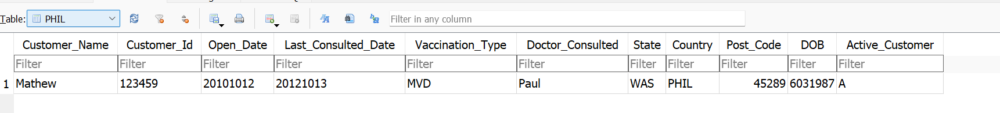 Table: PHIL Filter in any column
Customer_Name Customer_Id Open_Date Last_Consulted_Date Vaccination_Type Doctor_Consulted State Country Post_Code DOB Active_Customer
Filter Filter Filter Filter Filter Filter Filter Filter Filter Filter Filter
1 Mathew 123459 20101012 20121013 MVD Paul WAS PHIL 45289 6031987 A